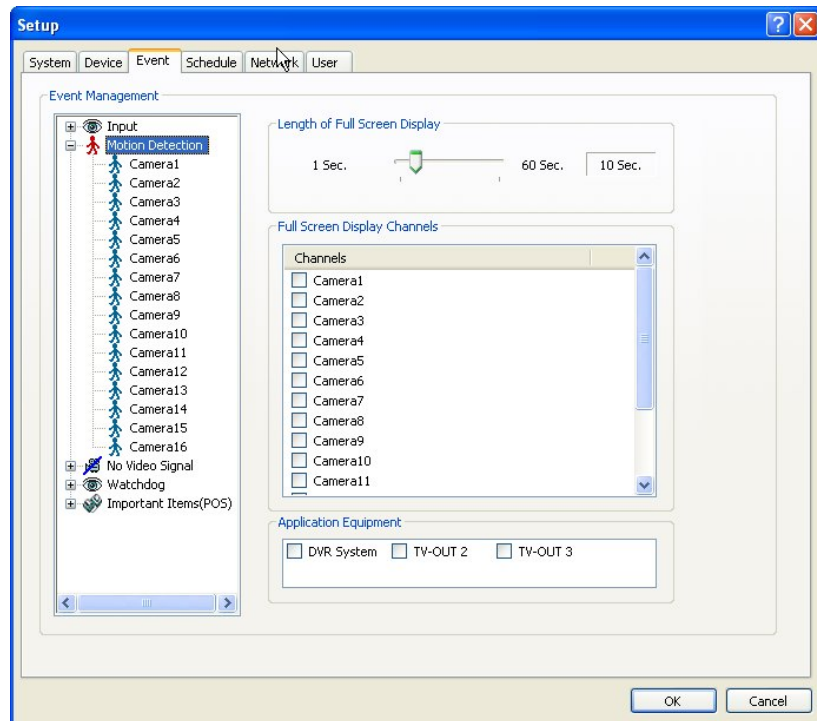 Setup
System Device Event Schedule Network User
Event Management
Input
Motion Detection
Camera1
Camera2
Camera3
Camera4
Camera5
Camera6
Camera7
Camera8
Camera9
Camera10
Camera11
Camera12
Camera13
Camera14
Camera15
Camera16
No Video Signal
Watchdog
Important Items(POS)
Length of Full Screen Display
1 Sec. 60 Sec. 10 Sec.
Full Screen Display Channels
Channels
Camera1
Camera2
Camera3
Camera4
Camera5
Camera6
Camera7
Camera8
Camera9
Camera10
Camera11
Application Equipment
DVR System TV-OUT 2 TV-OUT 3
OK Cancel